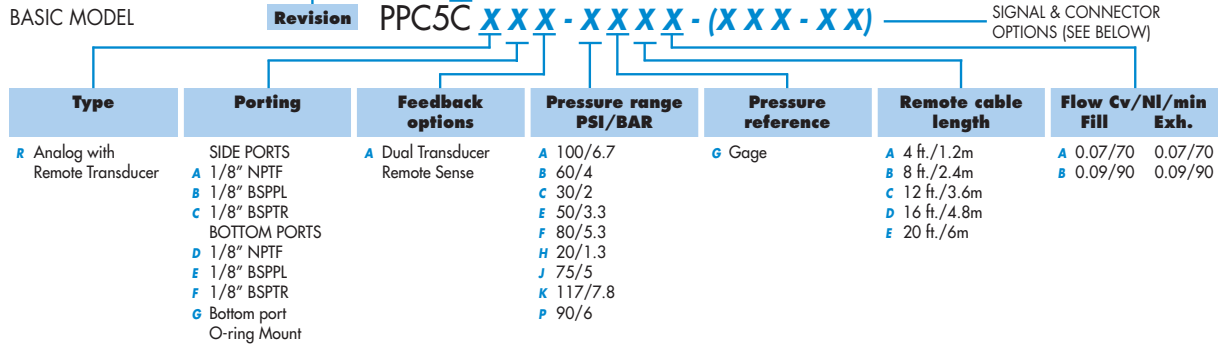 BASIC MODEL
Revision
PPC5C X X X - X X X X - (X X X - X X)
SIGNAL & CONNECTOR
OPTIONS (SEE BELOW)
Type
R Analog with
Remote Transducer
Porting
SIDE PORTS
A 1/8" NPTF
B 1/8" BSPPL
C 1/8" BSPTR
BOTTOM PORTS
D 1/8" NPTF
E 1/8" BSPPL
F 1/8" BSPTR
G Bottom port
O-ring Mount
Feedback
options
A Dual Transducer
Remote Sense
Pressure range
PSI/BAR
A 100/6.7
B 60/4
C 30/2
E 50/3.3
F 80/5.3
H 20/1.3
J 75/5
K 117/7.8
P 90/6
Pressure
reference
G Gage
Remote cable
length
A 4 ft./1.2m
B 8 ft./2.4m
C 12 ft./3.6m
D 16 ft./4.8m
E 20 ft./6m
Flow Cv/Nl/min
Fill Exh.
A 0.07/70 0.07/70
B 0.09/90 0.09/90